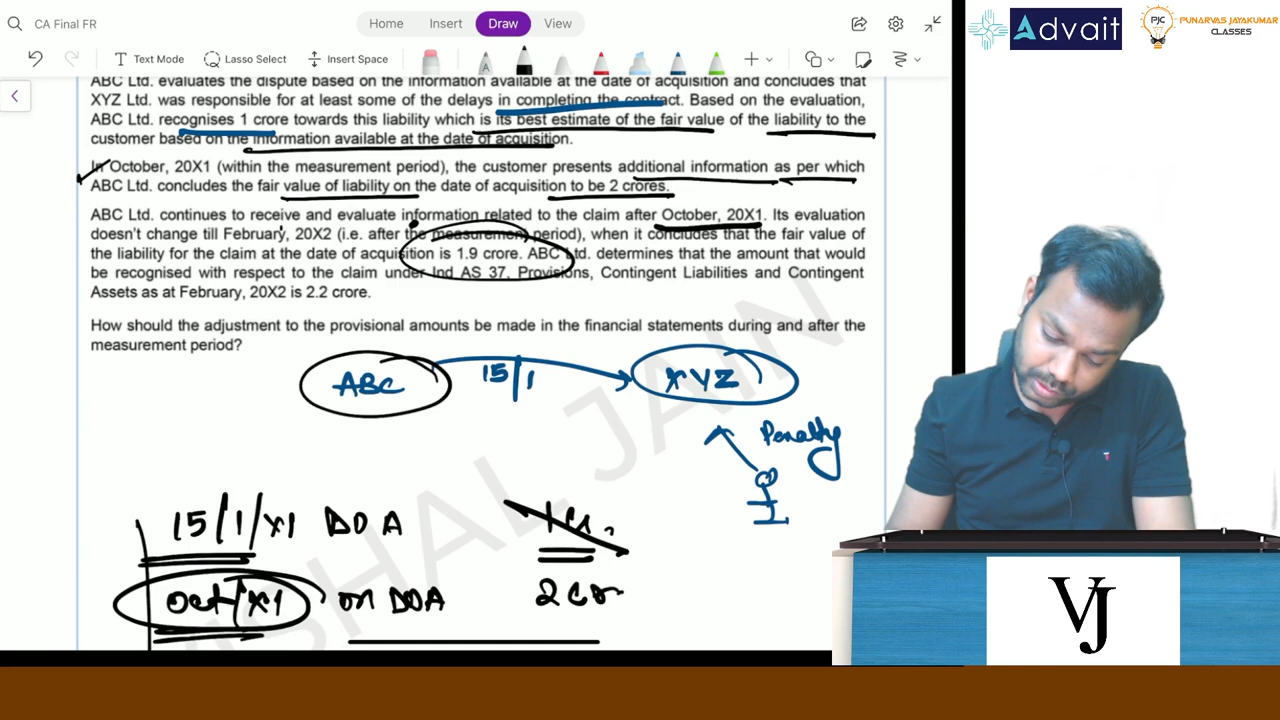 CA Final FR
Home Insert Draw View
Advait
PJC
PUNARVAS JAYAKUMAR
CLASSES
Text Mode Lasso Select Insert Space
ABC Ltd. evaluates the dispute based on the information available at the date of acquisition and concludes that
XYZ Ltd. was responsible for at least some of the delays in completing the contract. Based on the evaluation,
ABC Ltd. recognises 1 crore towards this liability which is its best estimate of the fair value of the liability to the
customer based on the information available at the date of acquisition.
In October, 20X1 (within the measurement period), the customer presents additional information as per which
ABC Ltd. concludes the fair value of liability on the date of acquisition to be 2 crores.
ABC Ltd. continues to receive and evaluate information related to the claim after October, 20X1. Its evaluation
doesn't change till February, 20X2 (i.e. after the measurement period), when it concludes that the fair value of
the liability for the claim at the date of acquisition is 1.9 crore. ABC Ltd. determines that the amount that would
be recognised with respect to the claim under Ind AS 37, Provisions, Contingent Liabilities and Contingent
Assets as at February, 20X2 is 2.2 crore.
How should the adjustment to the provisional amounts be made in the financial statements during and after the
measurement period?
ABC 15/1 XYZ
Penalty
15/1/X1 DOA 1 cr.
Oct/X1 on DOA 2 cr
VISHAL JAIN
VJ